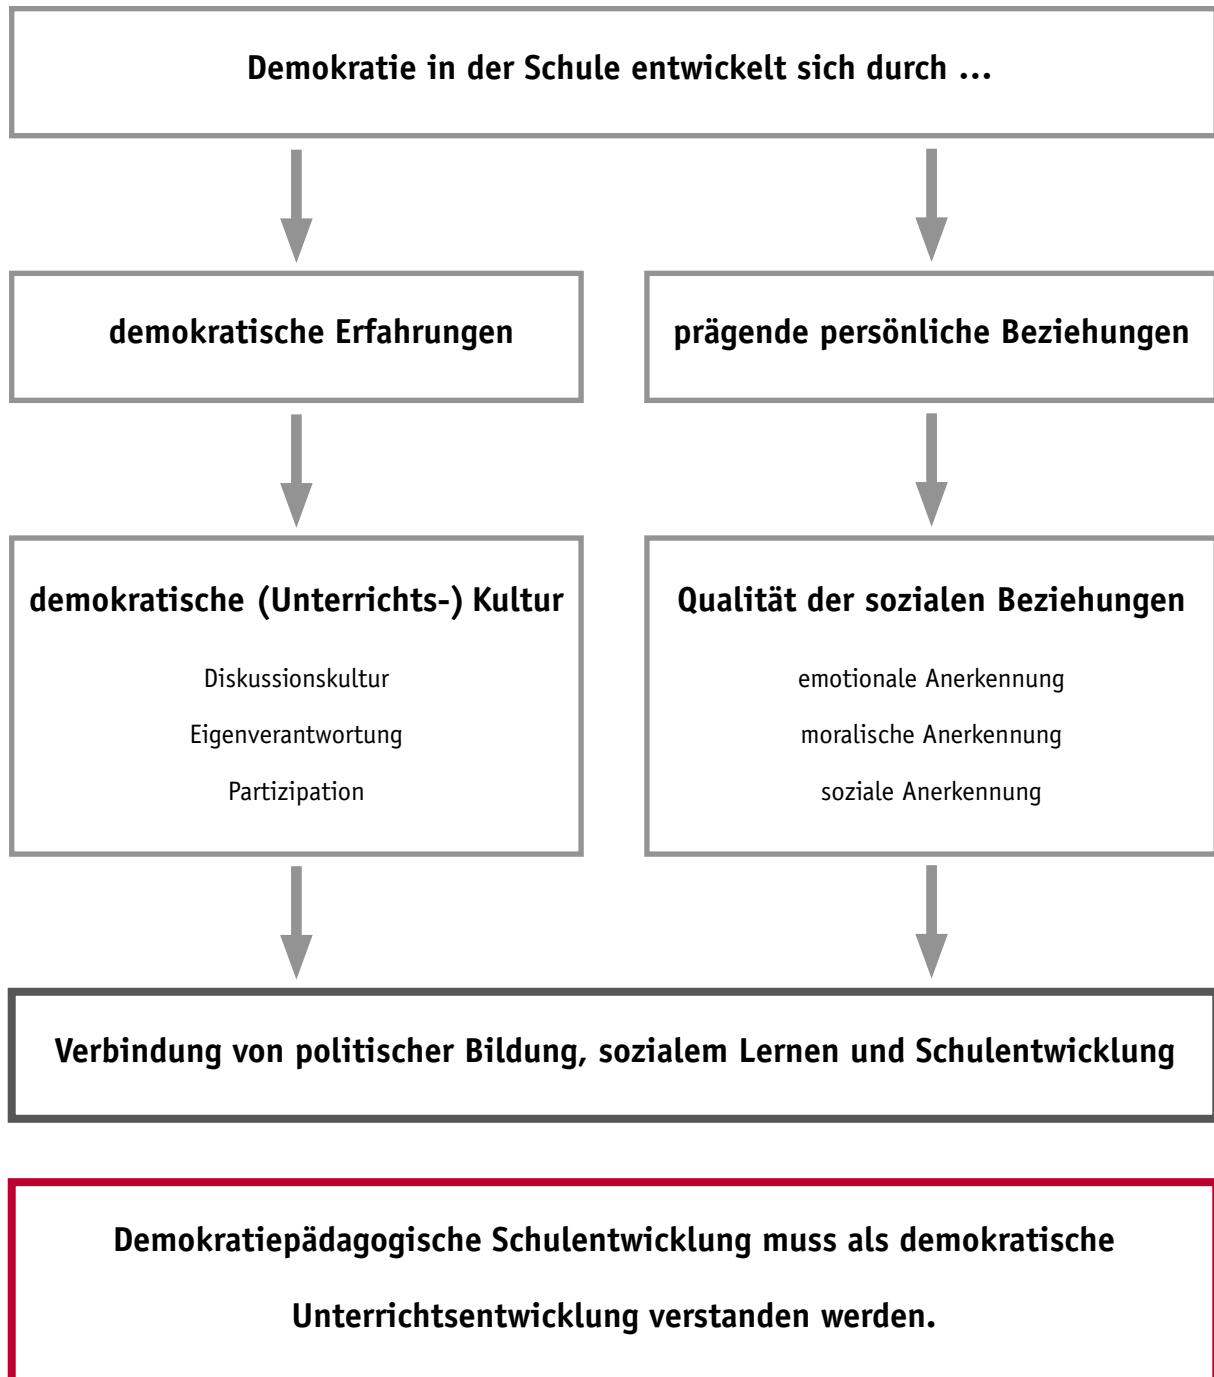 Demokratie in der Schule entwickelt sich durch ...
demokratische Erfahrungen
prägende persönliche Beziehungen
demokratische (Unterrichts-) Kultur
Diskussionskultur
Eigenverantwortung
Partizipation
Qualität der sozialen Beziehungen
emotionale Anerkennung
moralische Anerkennung
soziale Anerkennung
Verbindung von politischer Bildung, sozialem Lernen und Schulentwicklung
Demokratiepädagogische Schulentwicklung muss als demokratische
Unterrichtsentwicklung verstanden werden.